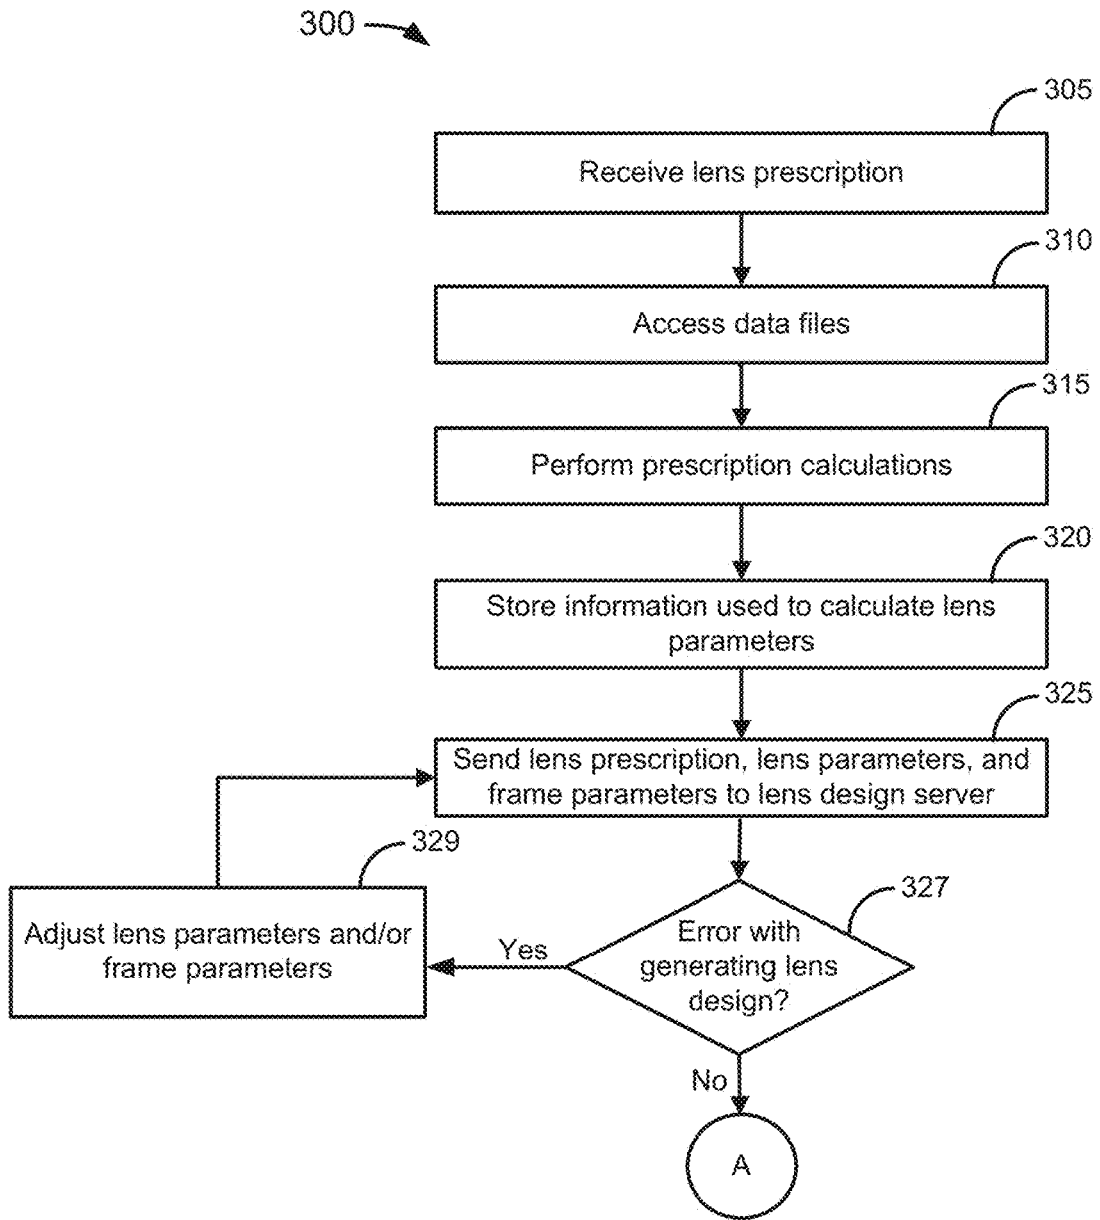 300
305
Receive lens prescription
310
Access data files
315
Perform prescription calculations
320
Store information used to calculate lens
parameters
325
Send lens prescription, lens parameters, and
frame parameters to lens design server
329
Adjust lens parameters and/or
frame parameters
327
Error with
generating lens
design?
Yes
No
A